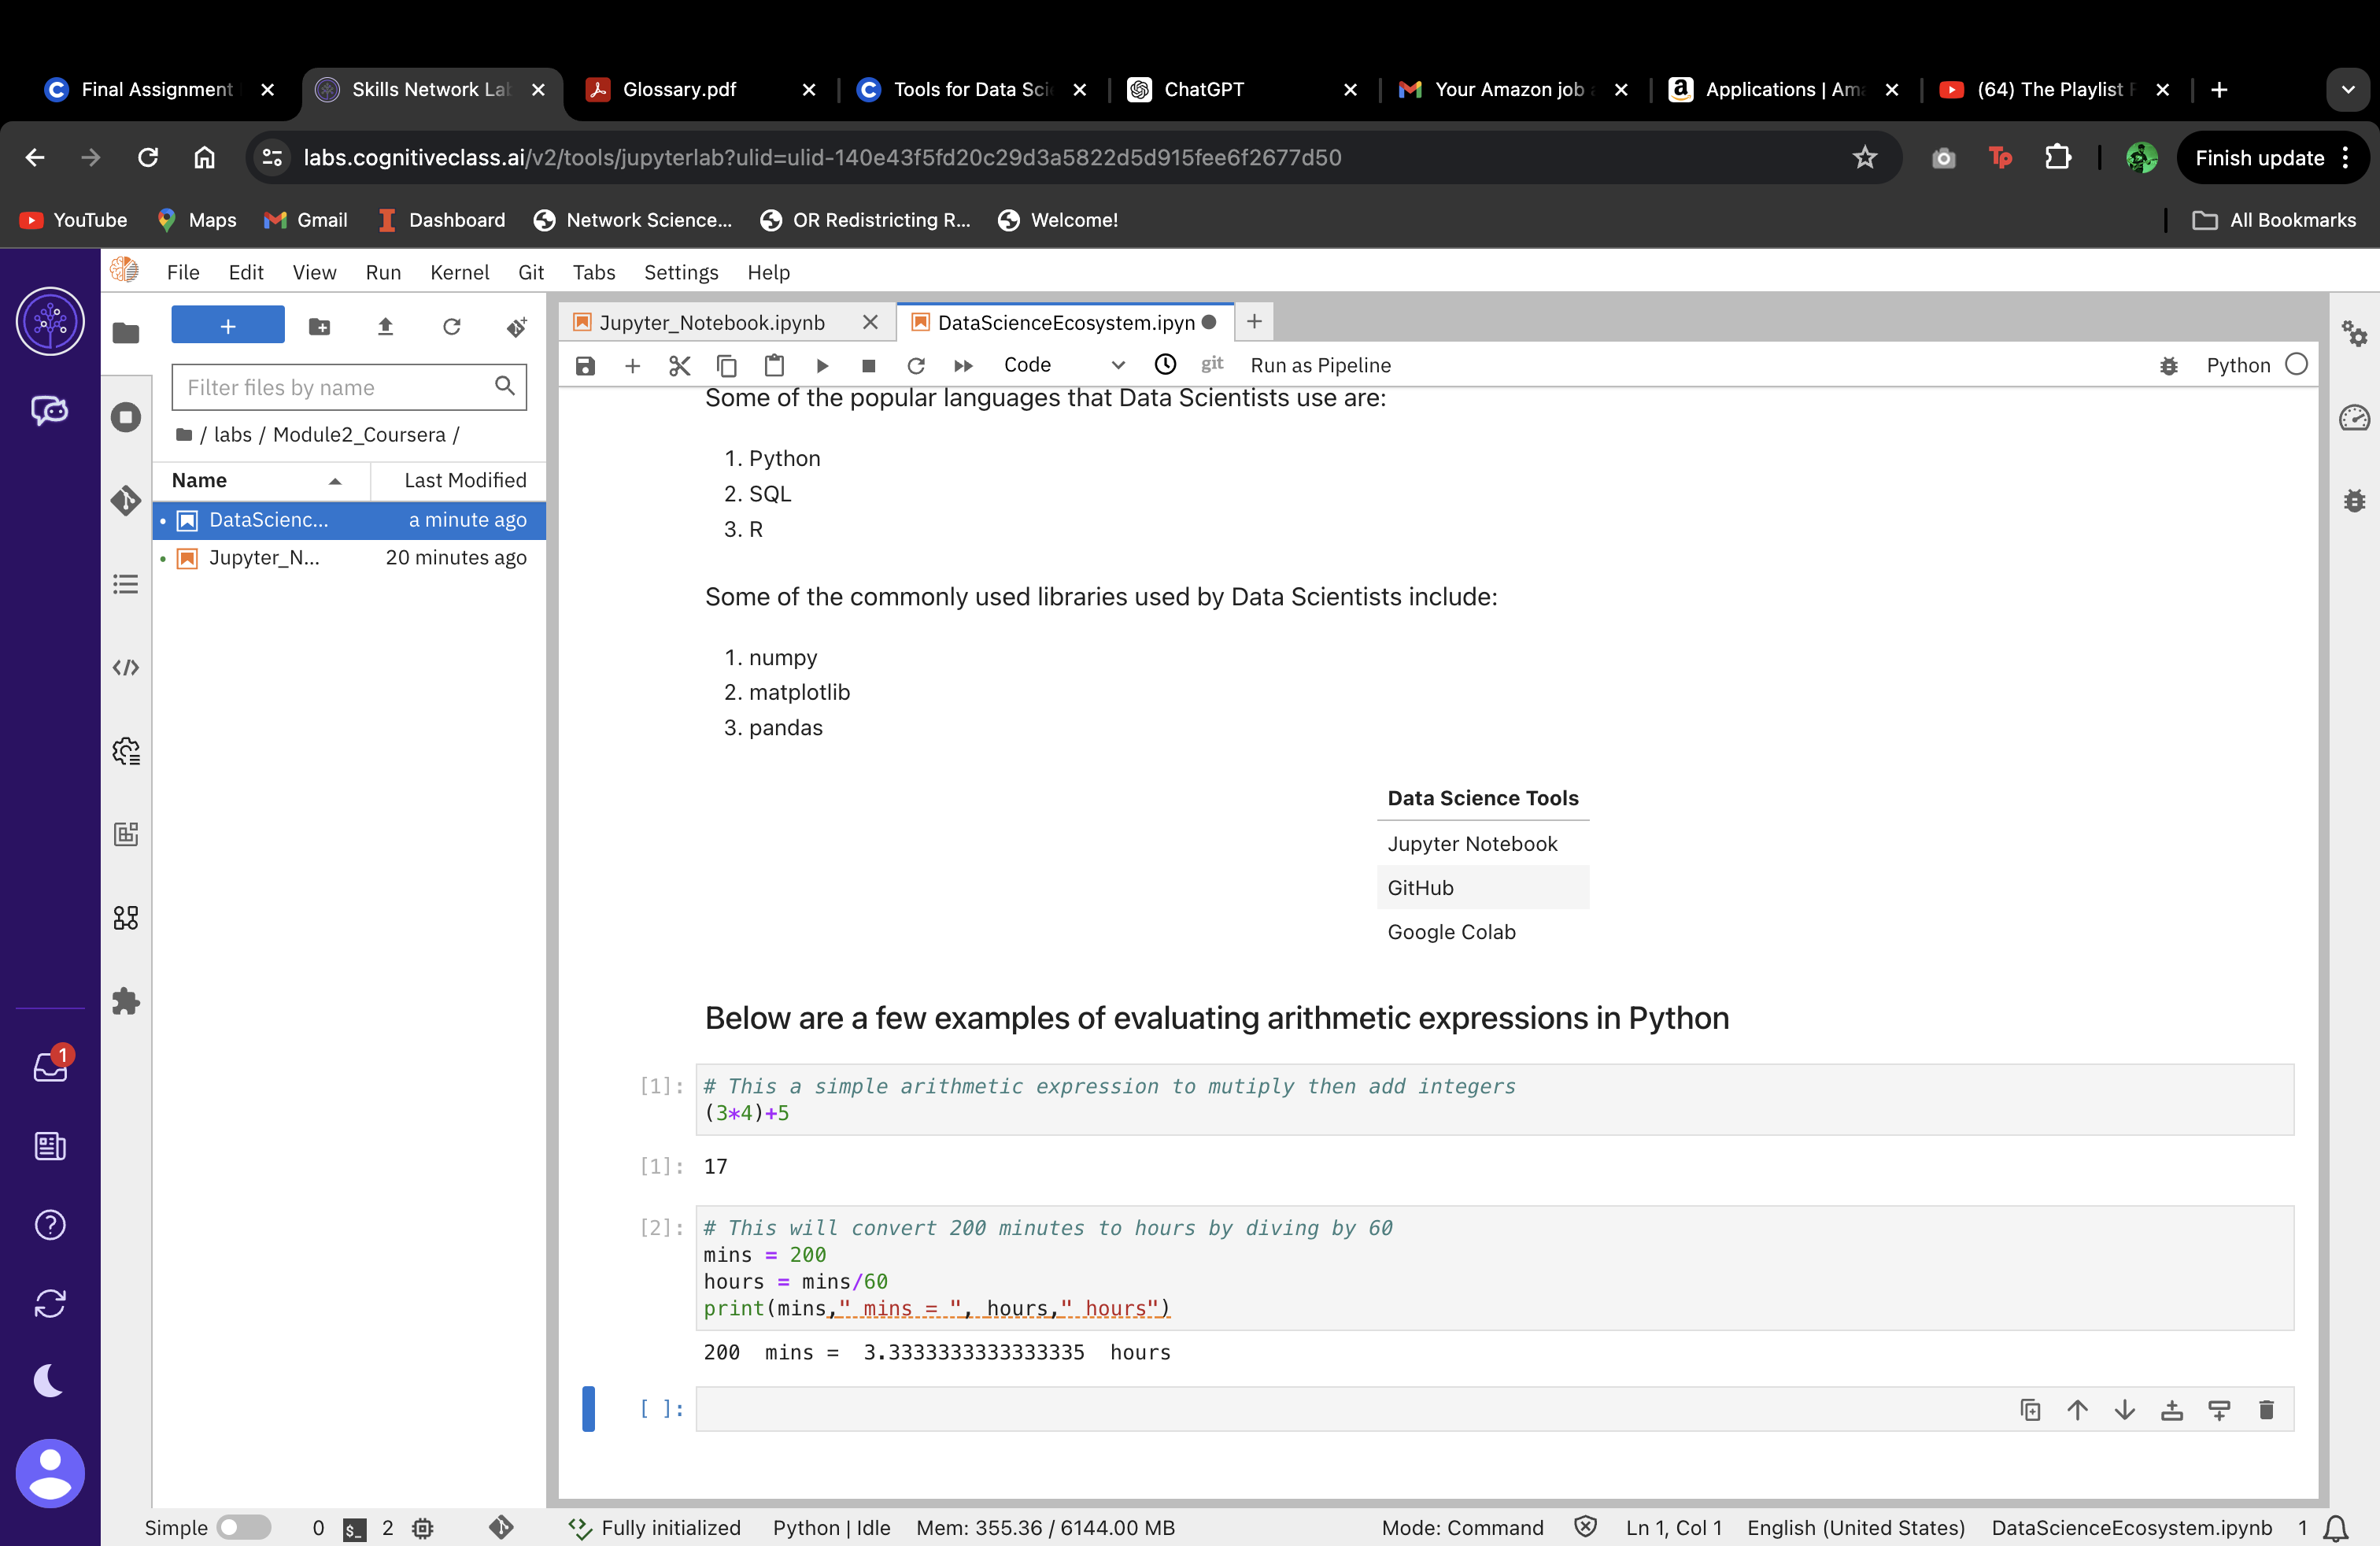 Final Assignment
Skills Network La
Glossary.pdf
Tools for Data Sci
ChatGPT
Your Amazon job a
Applications | Am
(64) The Playlist F
labs.cognitiveclass.ai/v2/tools/jupyterlab?ulid=ulid-140e43f5fd20c29d3a5822d5d915fee6f2677d50
Tp
Finish update
YouTube
Maps
Gmail
Dashboard
Network Science...
OR Redistricting R...
Welcome!
All Bookmarks
File Edit View Run Kernel Git Tabs Settings Help
Filter files by name
/ labs / Module2_Coursera /
Name Last Modified
DataScienc... a minute ago
Jupyter_N... 20 minutes ago
Jupyter_Notebook.ipynb
DataScienceEcosystem.ipyn
Code
git
Run as Pipeline
Python
Some of the popular languages that Data Scientists use are:
1. Python
2. SQL
3. R
Some of the commonly used libraries used by Data Scientists include:
1. numpy
2. matplotlib
3. pandas
Data Science Tools
Jupyter Notebook
GitHub
Google Colab
Below are a few examples of evaluating arithmetic expressions in Python
[1]: # This a simple arithmetic expression to mutiply then add integers
(3*4)+5
[1]: 17
[2]: # This will convert 200 minutes to hours by diving by 60
mins = 200
hours = mins/60
print(mins," mins = ", hours," hours")
200  mins =  3.3333333333333335  hours
[ ]:
1
Simple 0 $_ 2 Fully initialized Python | Idle Mem: 355.36 / 6144.00 MB Mode: Command Ln 1, Col 1 English (United States) DataScienceEcosystem.ipynb 1